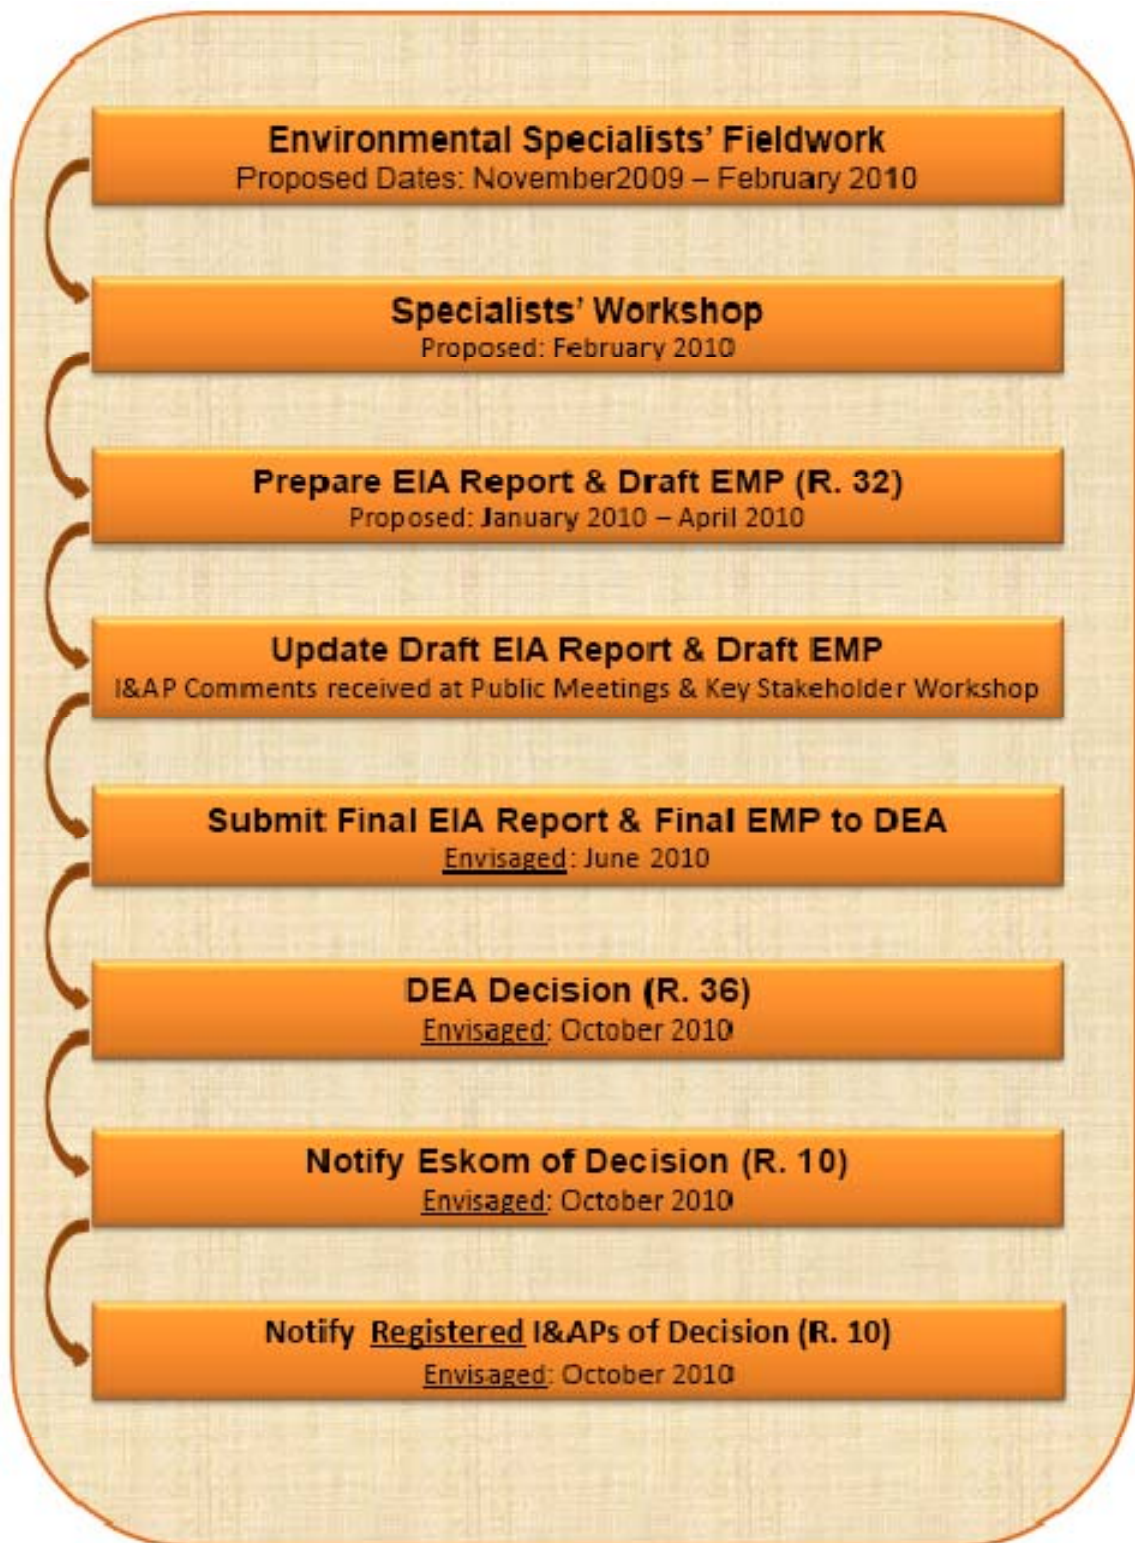 Environmental Specialists' Fieldwork
Proposed Dates: November2009 – February 2010
Specialists' Workshop
Proposed: February 2010
Prepare EIA Report & Draft EMP (R. 32)
Proposed: January 2010 – April 2010
Update Draft EIA Report & Draft EMP
I&AP Comments received at Public Meetings & Key Stakeholder Workshop
Submit Final EIA Report & Final EMP to DEA
Envisaged: June 2010
DEA Decision (R. 36)
Envisaged: October 2010
Notify Eskom of Decision (R. 10)
Envisaged: October 2010
Notify Registered I&APs of Decision (R. 10)
Envisaged: October 2010